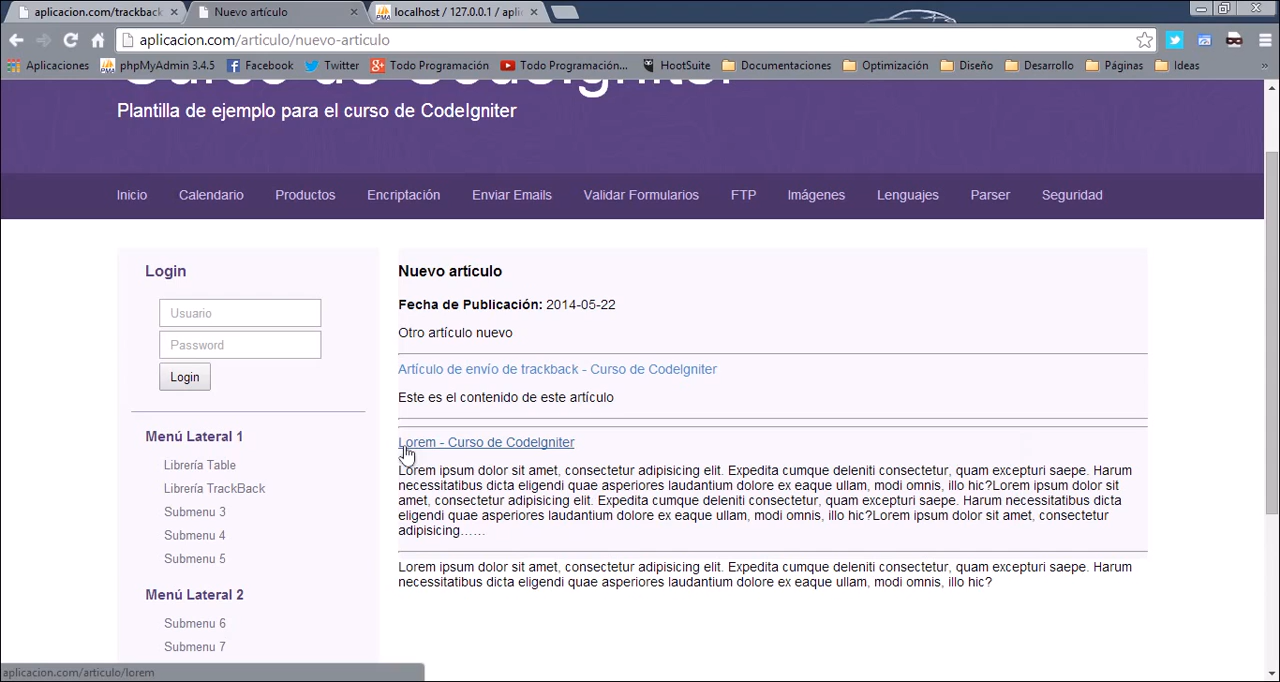 aplicacion.com/trackback
Nuevo artículo
localhost / 127.0.0.1 / apli
aplicacion.com/articulo/nuevo-articulo
Aplicaciones phpMyAdmin 3.4.5 Facebook Twitter Todo Programación Todo Programación... HootSuite Documentaciones Optimización Diseño Desarrollo Páginas Ideas »
Curso de CodeIgniter
Plantilla de ejemplo para el curso de CodeIgniter
Inicio Calendario Productos Encriptación Enviar Emails Validar Formularios FTP Imágenes Lenguajes Parser Seguridad
Login
Usuario
Password
Login
Menú Lateral 1
Librería Table
Librería TrackBack
Submenu 3
Submenu 4
Submenu 5
Menú Lateral 2
Submenu 6
Submenu 7
Nuevo artículo
Fecha de Publicación: 2014-05-22
Otro artículo nuevo
Artículo de envío de trackback - Curso de CodeIgniter
Este es el contenido de este artículo
Lorem - Curso de CodeIgniter
Lorem ipsum dolor sit amet, consectetur adipisicing elit. Expedita cumque deleniti consectetur, quam excepturi saepe. Harum
necessitatibus dicta eligendi quae asperiores laudantium dolore ex eaque ullam, modi omnis, illo hic?Lorem ipsum dolor sit
amet, consectetur adipisicing elit. Expedita cumque deleniti consectetur, quam excepturi saepe. Harum necessitatibus dicta
eligendi quae asperiores laudantium dolore ex eaque ullam, modi omnis, illo hic?Lorem ipsum dolor sit amet, consectetur
adipisicing……
Lorem ipsum dolor sit amet, consectetur adipisicing elit. Expedita cumque deleniti consectetur, quam excepturi saepe. Harum
necessitatibus dicta eligendi quae asperiores laudantium dolore ex eaque ullam, modi omnis, illo hic?
aplicacion.com/articulo/lorem